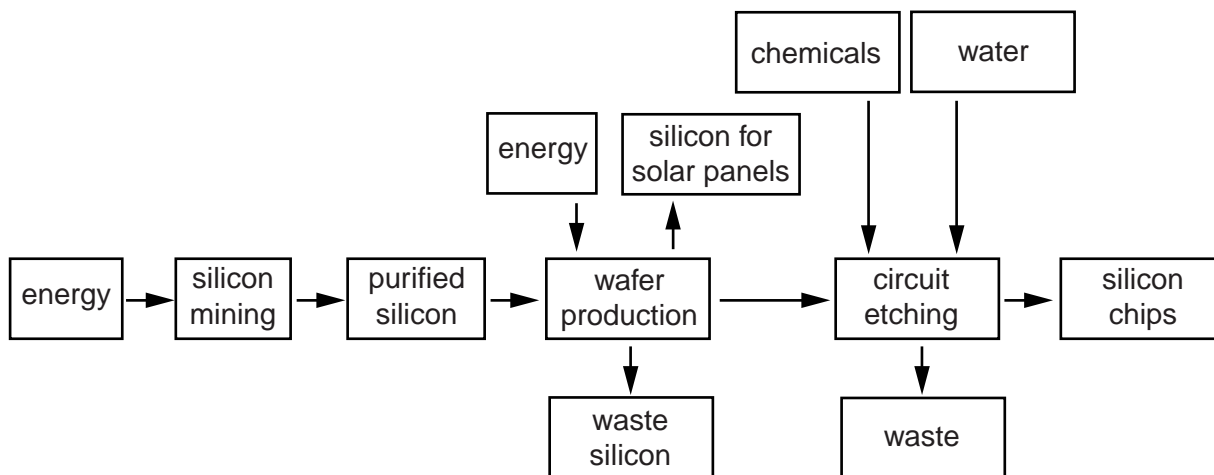 chemicals
water
energy
silicon for
solar panels
energy
silicon
mining
purified
silicon
wafer
production
circuit
etching
silicon
chips
waste
silicon
waste